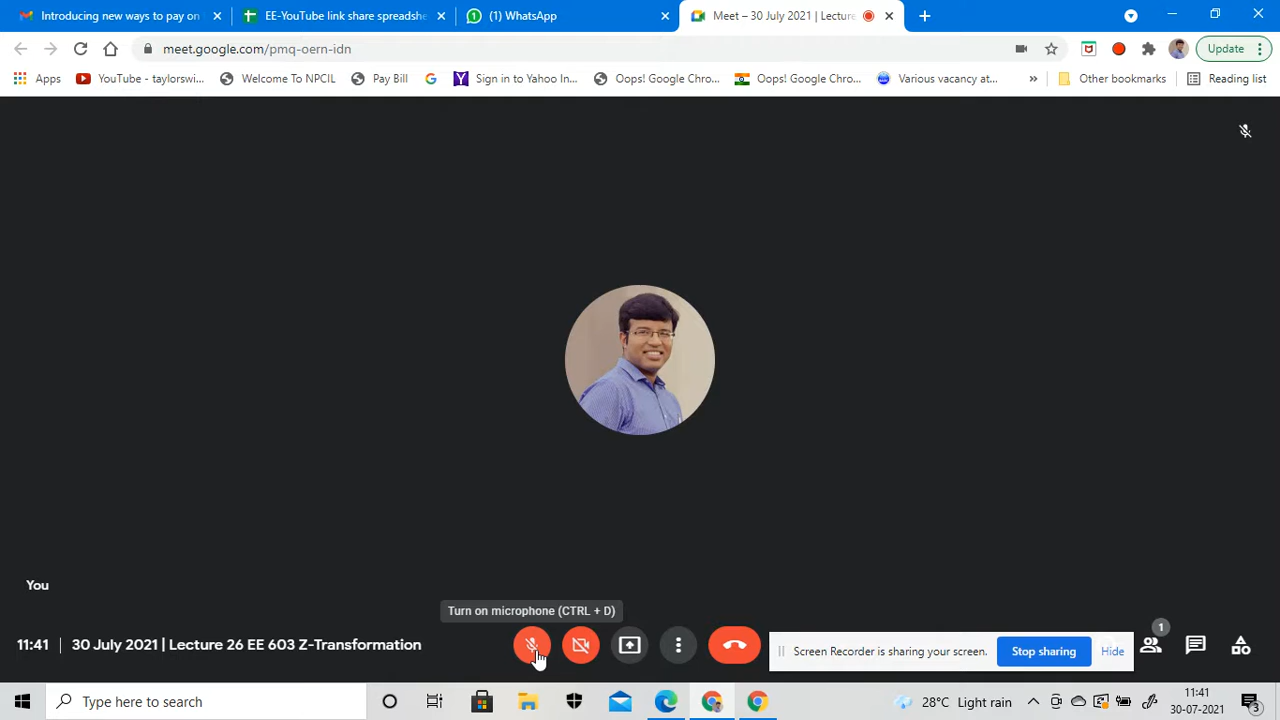 Introducing new ways to pay on
EE-YouTube link share spreadshe
(1) WhatsApp
Meet – 30 July 2021 | Lecture
meet.google.com/pmq-oern-idn
Update
Apps
YouTube - taylorswi...
Welcome To NPCIL
Pay Bill
Sign in to Yahoo In...
Oops! Google Chro...
Oops! Google Chro...
Various vacancy at...
»
Other bookmarks
Reading list
You
Turn on microphone (CTRL + D)
11:41 | 30 July 2021 | Lecture 26 EE 603 Z-Transformation
Screen Recorder is sharing your screen.
Stop sharing
Hide
1
Type here to search
28°C Light rain
11:41
30-07-2021
3